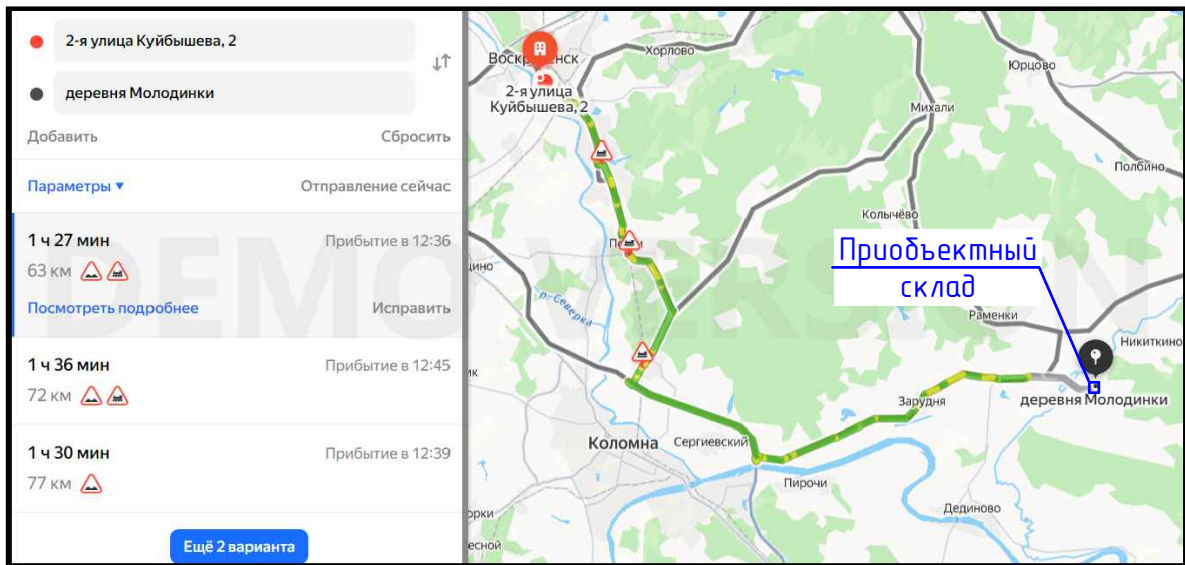 2-я улица Куйбышева, 2
деревня Молодинки
Добавить
Сбросить
Параметры
Отправление сейчас
1 ч 27 мин
Прибытие в 12:36
63 км
Посмотреть подробнее
Исправить
1 ч 36 мин
Прибытие в 12:45
72 км
1 ч 30 мин
Прибытие в 12:39
77 км
Ещё 2 варианта
DEMO VERSION
Хорлово
2-я улица
Куйбышева, 2
Юрцово
Михали
Полбино
Колычёво
Приобъектный
склад
р. Северка
Раменки
Никиткино
Зарудня
деревня Молодинки
Коломна
Сергиевский
Пирочи
Дединово